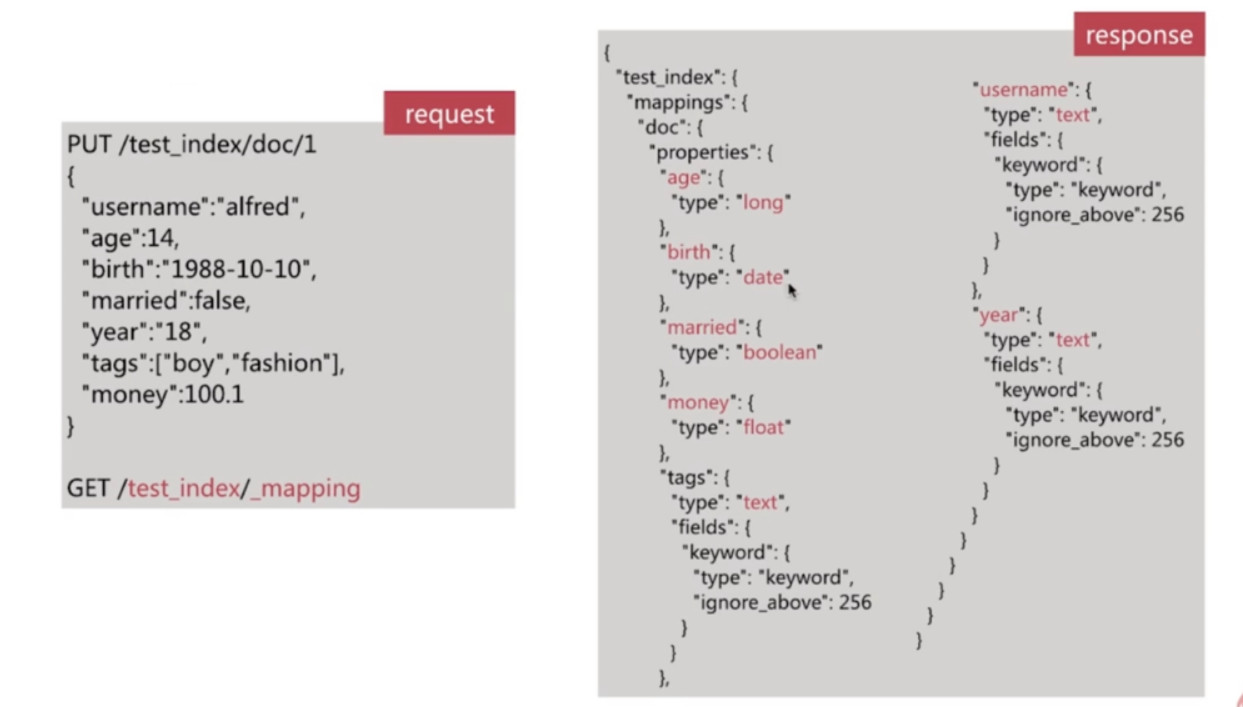 request
PUT /test_index/doc/1
{
"username":"alfred",
"age":14,
"birth":"1988-10-10",
"married":false,
"year":"18",
"tags":["boy","fashion"],
"money":100.1
}
GET /test_index/_mapping
response
{
"test_index": {
"mappings": {
"doc": {
"properties": {
"age": {
"type": "long"
},
"birth": {
"type": "date"
},
"married": {
"type": "boolean"
},
"money": {
"type": "float"
},
"tags": {
"type": "text",
"fields": {
"keyword": {
"type": "keyword",
"ignore_above": 256
}
}
},
"username": {
"type": "text",
"fields": {
"keyword": {
"type": "keyword",
"ignore_above": 256
}
}
},
"year": {
"type": "text",
"fields": {
"keyword": {
"type": "keyword",
"ignore_above": 256
}
}
}
}
}
}
}
}